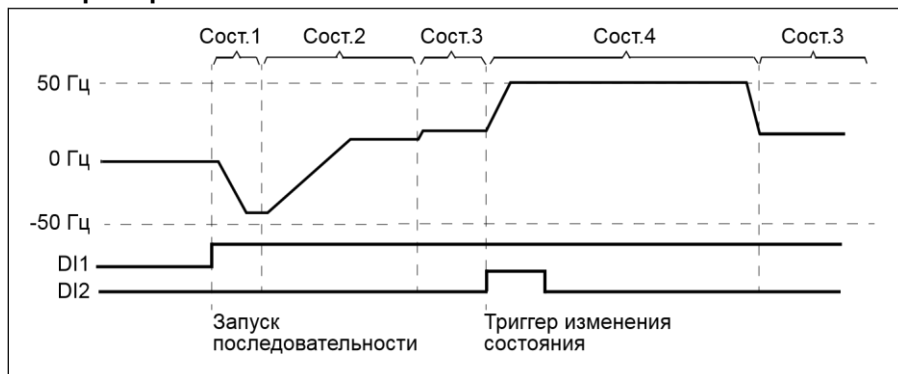 Сост.1 Сост.2 Сост.3 Сост.4 Сост.3
50 Гц
0 Гц
-50 Гц
DI1
DI2
Запуск
последовательности
Триггер изменения
состояния